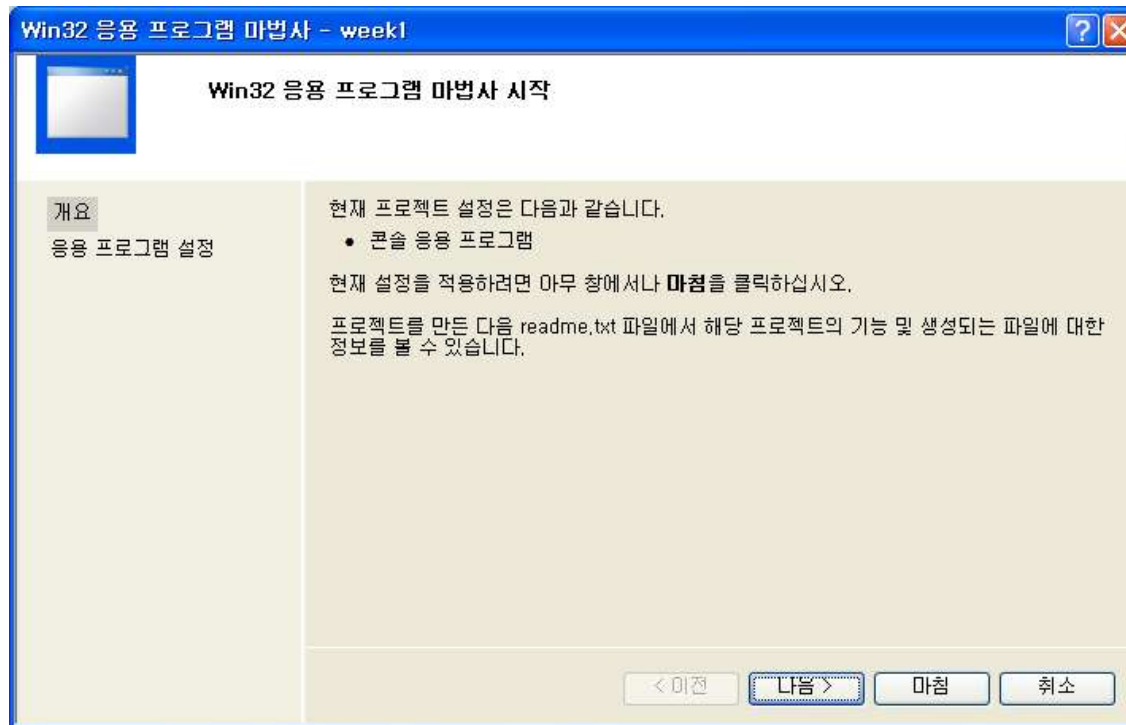 Win32 응용 프로그램 마법사 - week1
Win32 응용 프로그램 마법사 시작
개요
응용 프로그램 설정
현재 프로젝트 설정은 다음과 같습니다.
• 콘솔 응용 프로그램
현재 설정을 적용하려면 아무 창에서나 마침을 클릭하십시오.
프로젝트를 만든 다음 readme.txt 파일에서 해당 프로젝트의 기능 및 생성되는 파일에 대한
정보를 볼 수 있습니다.
< 이전 다음 > 마침 취소